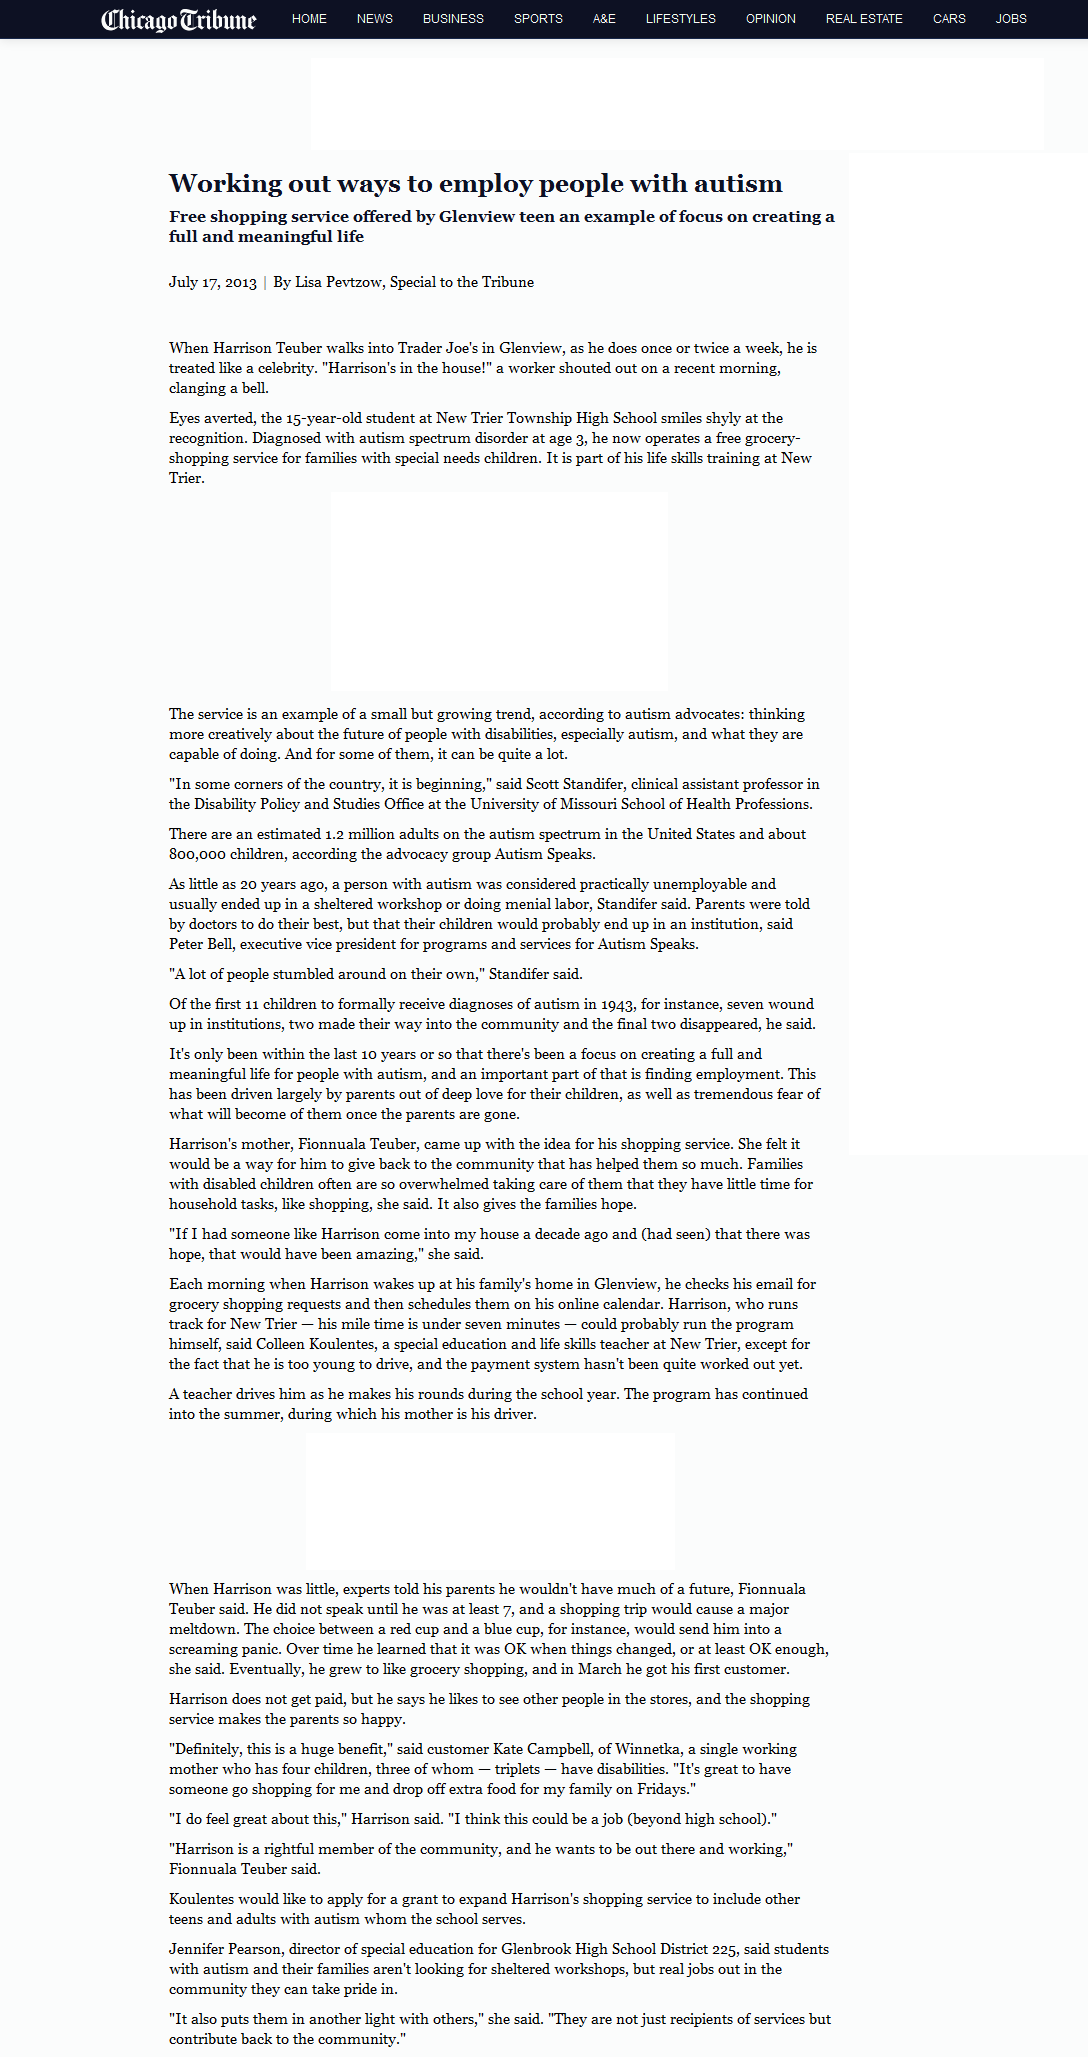 Chicago Tribune HOME NEWS BUSINESS SPORTS A&E LIFESTYLES OPINION REAL ESTATE CARS JOBS
Working out ways to employ people with autism
Free shopping service offered by Glenview teen an example of focus on creating a
full and meaningful life
July 17, 2013 | By Lisa Pevtzow, Special to the Tribune
When Harrison Teuber walks into Trader Joe's in Glenview, as he does once or twice a week, he is
treated like a celebrity. "Harrison's in the house!" a worker shouted out on a recent morning,
clanging a bell.
Eyes averted, the 15-year-old student at New Trier Township High School smiles shyly at the
recognition. Diagnosed with autism spectrum disorder at age 3, he now operates a free grocery-
shopping service for families with special needs children. It is part of his life skills training at New
Trier.
The service is an example of a small but growing trend, according to autism advocates: thinking
more creatively about the future of people with disabilities, especially autism, and what they are
capable of doing. And for some of them, it can be quite a lot.
"In some corners of the country, it is beginning," said Scott Standifer, clinical assistant professor in
the Disability Policy and Studies Office at the University of Missouri School of Health Professions.
There are an estimated 1.2 million adults on the autism spectrum in the United States and about
800,000 children, according the advocacy group Autism Speaks.
As little as 20 years ago, a person with autism was considered practically unemployable and
usually ended up in a sheltered workshop or doing menial labor, Standifer said. Parents were told
by doctors to do their best, but that their children would probably end up in an institution, said
Peter Bell, executive vice president for programs and services for Autism Speaks.
"A lot of people stumbled around on their own," Standifer said.
Of the first 11 children to formally receive diagnoses of autism in 1943, for instance, seven wound
up in institutions, two made their way into the community and the final two disappeared, he said.
It's only been within the last 10 years or so that there's been a focus on creating a full and
meaningful life for people with autism, and an important part of that is finding employment. This
has been driven largely by parents out of deep love for their children, as well as tremendous fear of
what will become of them once the parents are gone.
Harrison's mother, Fionnuala Teuber, came up with the idea for his shopping service. She felt it
would be a way for him to give back to the community that has helped them so much. Families
with disabled children often are so overwhelmed taking care of them that they have little time for
household tasks, like shopping, she said. It also gives the families hope.
"If I had someone like Harrison come into my house a decade ago and (had seen) that there was
hope, that would have been amazing," she said.
Each morning when Harrison wakes up at his family's home in Glenview, he checks his email for
grocery shopping requests and then schedules them on his online calendar. Harrison, who runs
track for New Trier — his mile time is under seven minutes — could probably run the program
himself, said Colleen Koulentes, a special education and life skills teacher at New Trier, except for
the fact that he is too young to drive, and the payment system hasn't been quite worked out yet.
A teacher drives him as he makes his rounds during the school year. The program has continued
into the summer, during which his mother is his driver.
When Harrison was little, experts told his parents he wouldn't have much of a future, Fionnuala
Teuber said. He did not speak until he was at least 7, and a shopping trip would cause a major
meltdown. The choice between a red cup and a blue cup, for instance, would send him into a
screaming panic. Over time he learned that it was OK when things changed, or at least OK enough,
she said. Eventually, he grew to like grocery shopping, and in March he got his first customer.
Harrison does not get paid, but he says he likes to see other people in the stores, and the shopping
service makes the parents so happy.
"Definitely, this is a huge benefit," said customer Kate Campbell, of Winnetka, a single working
mother who has four children, three of whom — triplets — have disabilities. "It's great to have
someone go shopping for me and drop off extra food for my family on Fridays."
"I do feel great about this," Harrison said. "I think this could be a job (beyond high school)."
"Harrison is a rightful member of the community, and he wants to be out there and working,"
Fionnuala Teuber said.
Koulentes would like to apply for a grant to expand Harrison's shopping service to include other
teens and adults with autism whom the school serves.
Jennifer Pearson, director of special education for Glenbrook High School District 225, said students
with autism and their families aren't looking for sheltered workshops, but real jobs out in the
community they can take pride in.
"It also puts them in another light with others," she said. "They are not just recipients of services but
contribute back to the community."